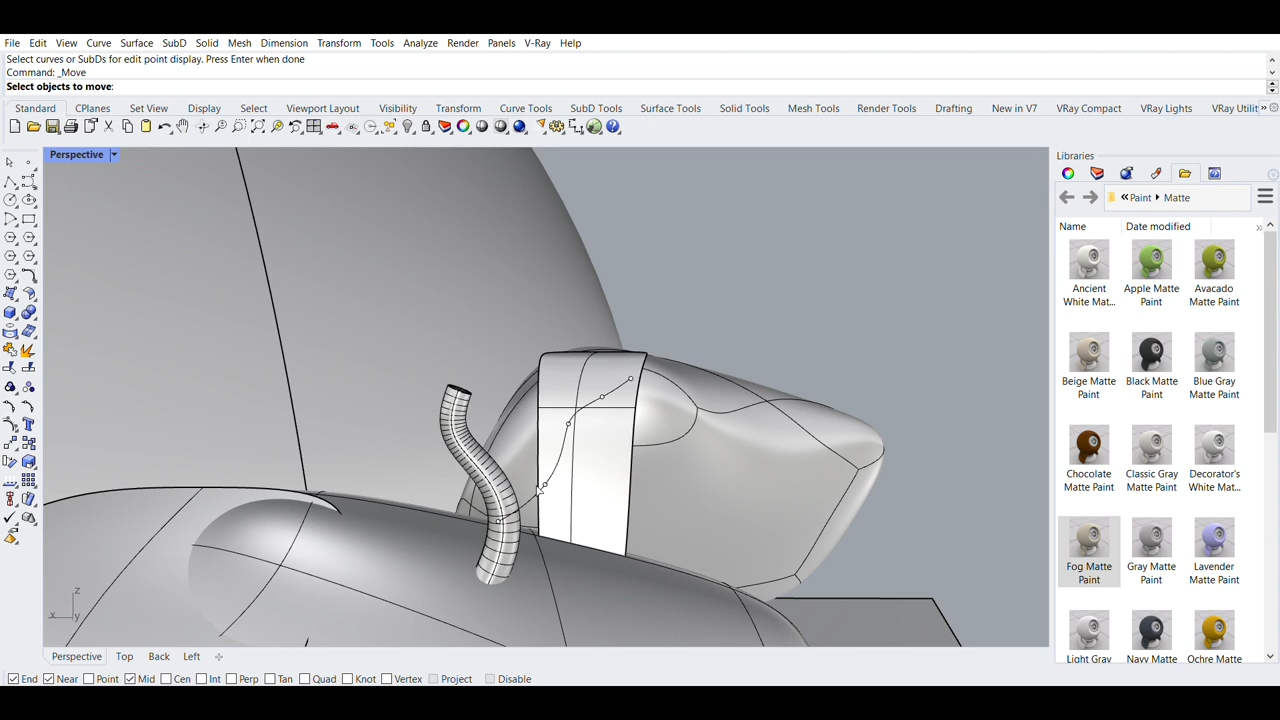 File Edit View Curve Surface SubD Solid Mesh Dimension Transform Tools Analyze Render Panels V-Ray Help
Select curves or SubDs for edit point display. Press Enter when done
Command: _Move
Select objects to move:
Standard CPlanes Set View Display Select Viewport Layout Visibility Transform Curve Tools SubD Tools Surface Tools Solid Tools Mesh Tools Render Tools Drafting New in V7 VRay Compact VRay Lights VRay Utilit »
Perspective
Libraries
«Paint Matte
Name Date modified »
Ancient White Mat...
Apple Matte Paint
Avacado Matte Paint
Beige Matte Paint
Black Matte Paint
Blue Gray Matte Paint
Chocolate Matte Paint
Classic Gray Matte Paint
Decorator's White Mat...
Fog Matte Paint
Gray Matte Paint
Lavender Matte Paint
Light Gray
Navy Matte
Ochre Matte
z
x y
Perspective Top Back Left
End Near Point Mid Cen Int Perp Tan Quad Knot Vertex Project Disable